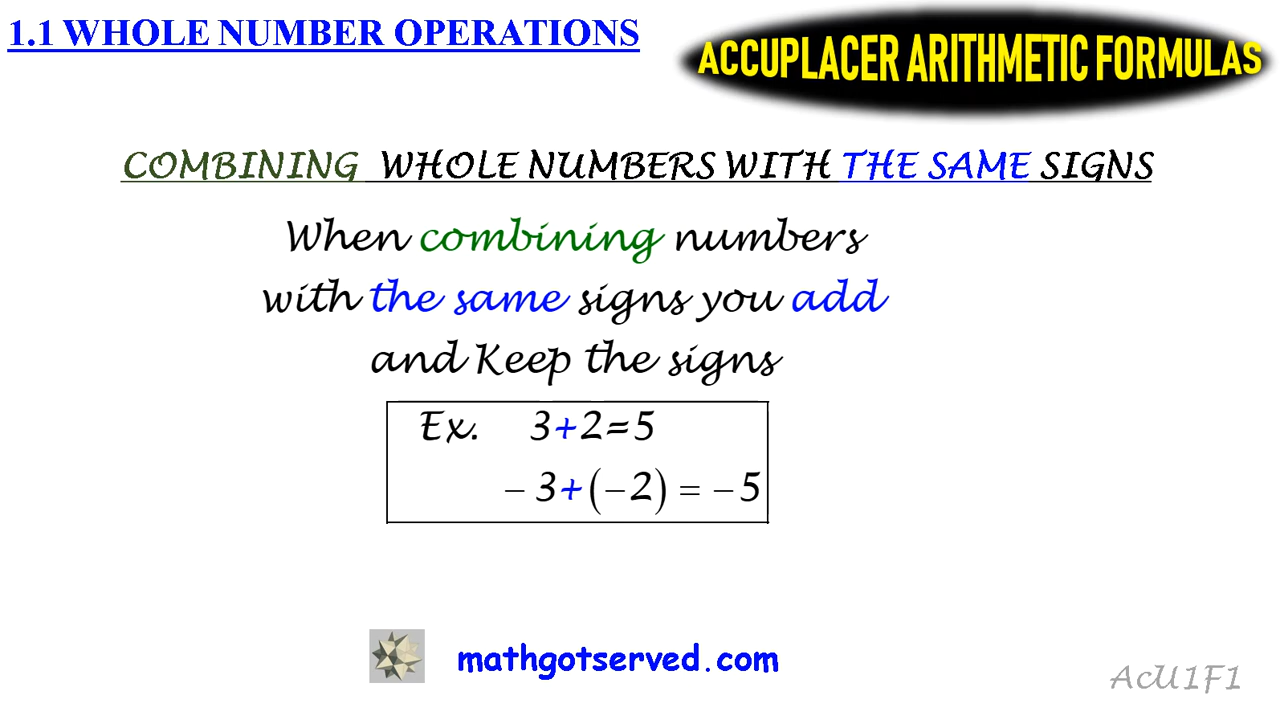 1.1 WHOLE NUMBER OPERATIONS
ACCUPLACER ARITHMETIC FORMULAS
COMBINING WHOLE NUMBERS WITH THE SAME SIGNS
When combining numbers
with the same signs you add
and Keep the signs
Ex. 3+2=5
− 3+(−2) = −5
mathgotserved.com
AcU1F1